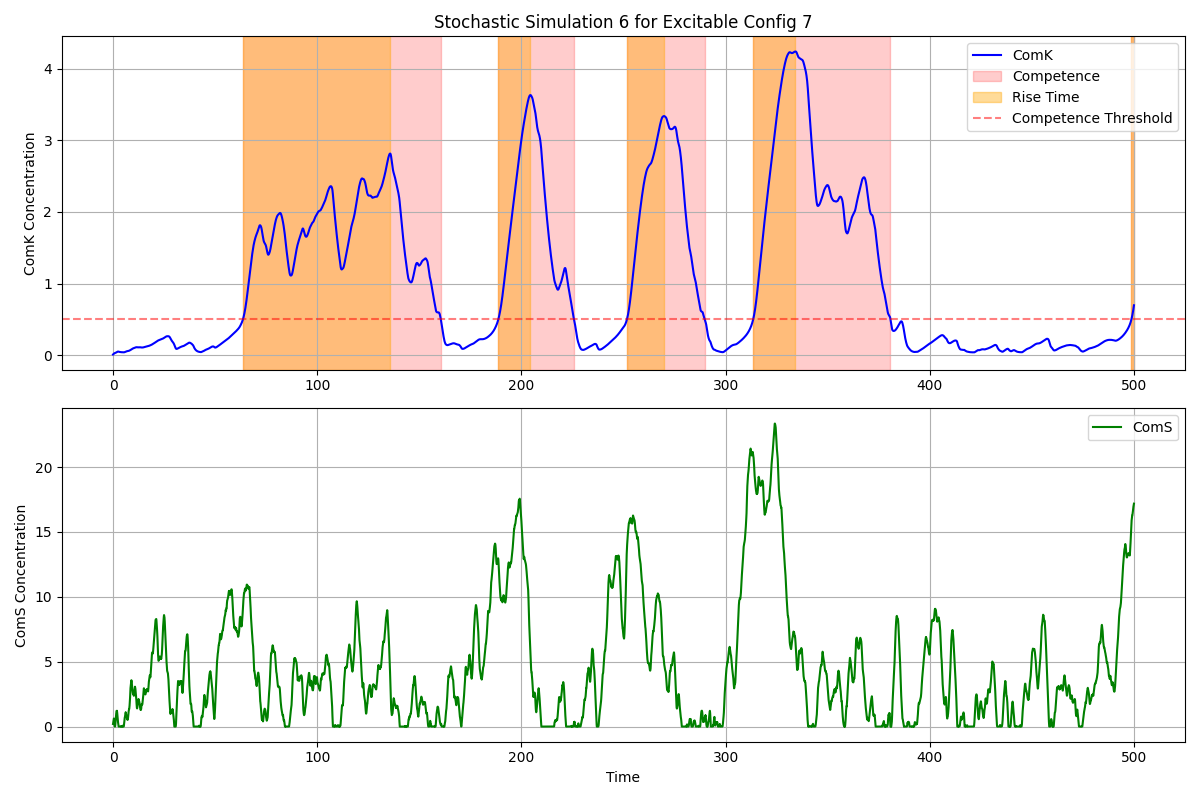 Stochastic Simulation 6 for Excitable Config 7
ComK Concentration
4
3
2
1
0
0 100 200 300 400 500
ComK
Competence
Rise Time
Competence Threshold
ComS Concentration
20
15
10
5
0
0 100 200 300 400 500
ComS
Time